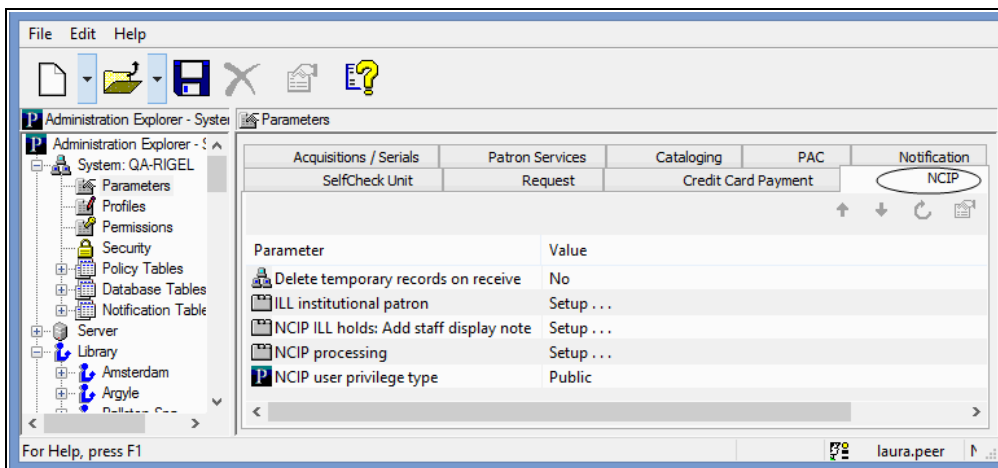 File Edit Help
Administration Explorer - Syster
Parameters
Administration Explorer - S
System: QA-RIGEL
Parameters
Profiles
Permissions
Security
Policy Tables
Database Tables
Notification Table
Server
Library
Amsterdam
Argyle
Acquisitions / Serials Patron Services Cataloging PAC Notification
SelfCheck Unit Request Credit Card Payment NCIP
Parameter Value
Delete temporary records on receive No
ILL institutional patron Setup . . .
NCIP ILL holds: Add staff display note Setup . . .
NCIP processing Setup . . .
NCIP user privilege type Public
For Help, press F1 laura.peer